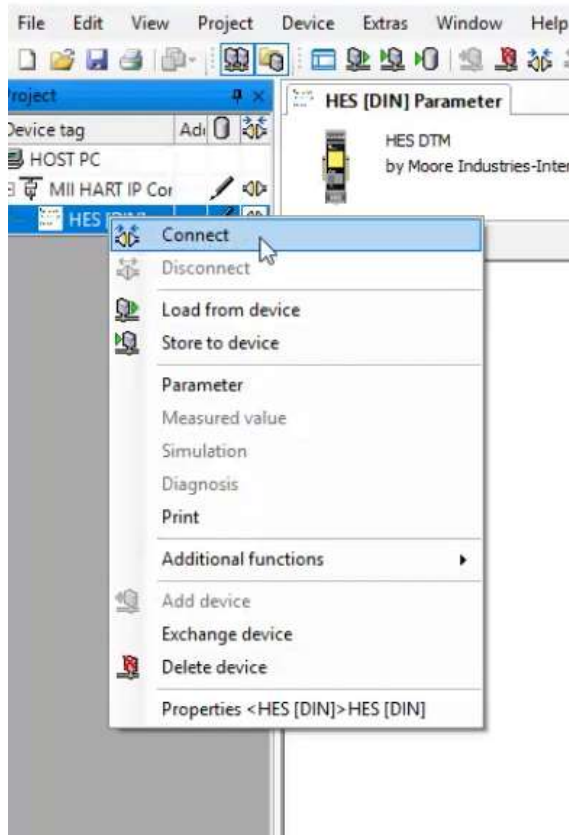 File Edit View Project Device Extras Window Help
Project
HES [DIN] Parameter
Device tag
HES DTM
HOST PC
by Moore Industries-Inter
MII HART IP Cor
HES
Connect
Disconnect
Load from device
Store to device
Parameter
Measured value
Simulation
Diagnosis
Print
Additional functions
Add device
Exchange device
Delete device
Properties <HES [DIN]>HES [DIN]